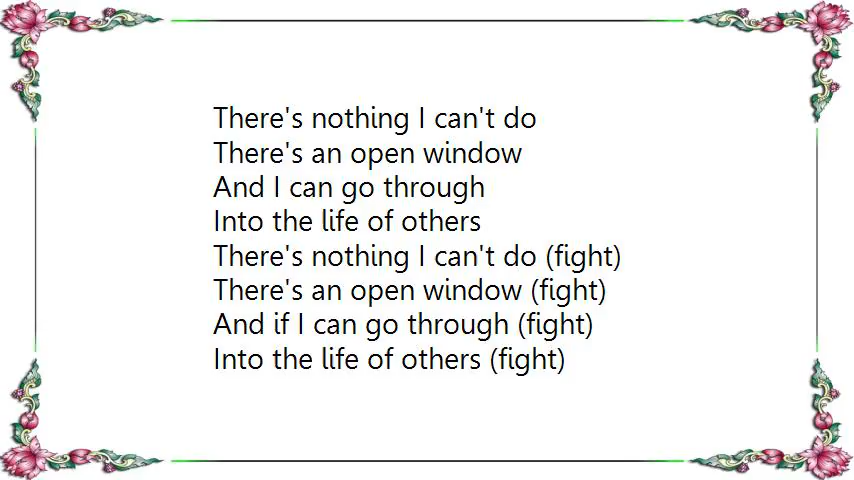 There's nothing I can't do
There's an open window
And I can go through
Into the life of others
There's nothing I can't do (fight)
There's an open window (fight)
And if I can go through (fight)
Into the life of others (fight)